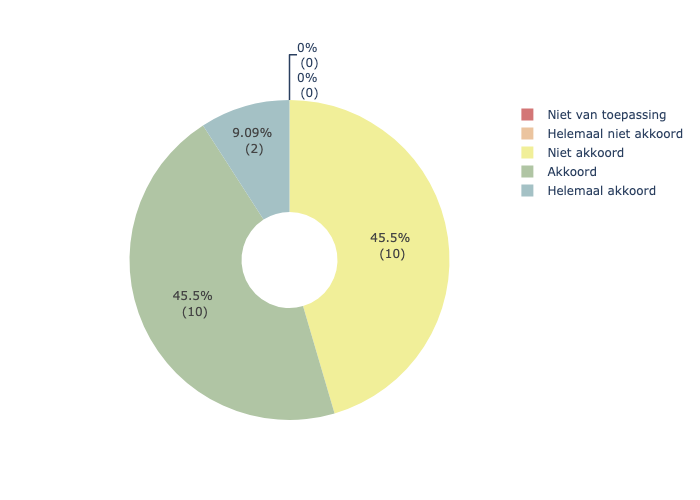 0%
(0)
0%
(0)
9.09%
(2)
45.5%
(10)
45.5%
(10)
Niet van toepassing
Helemaal niet akkoord
Niet akkoord
Akkoord
Helemaal akkoord